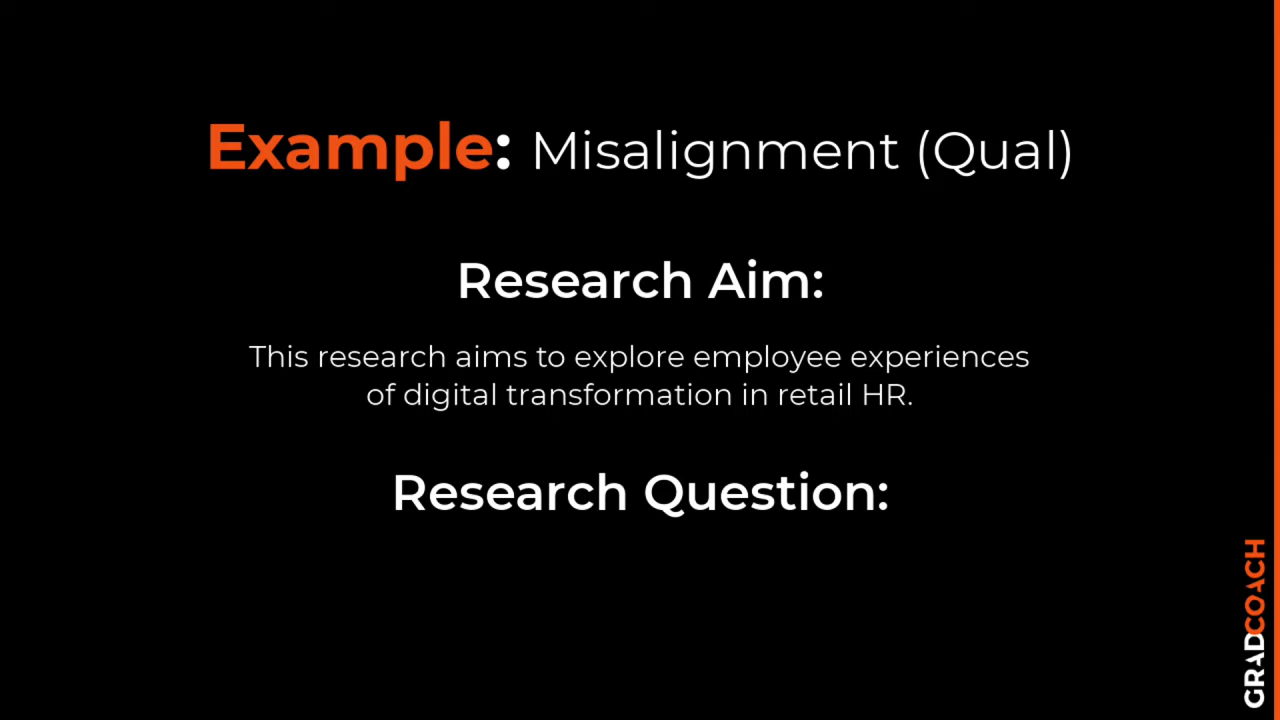 Example: Misalignment (Qual)
Research Aim:
This research aims to explore employee experiences
of digital transformation in retail HR.
Research Question:
GRADCOACH